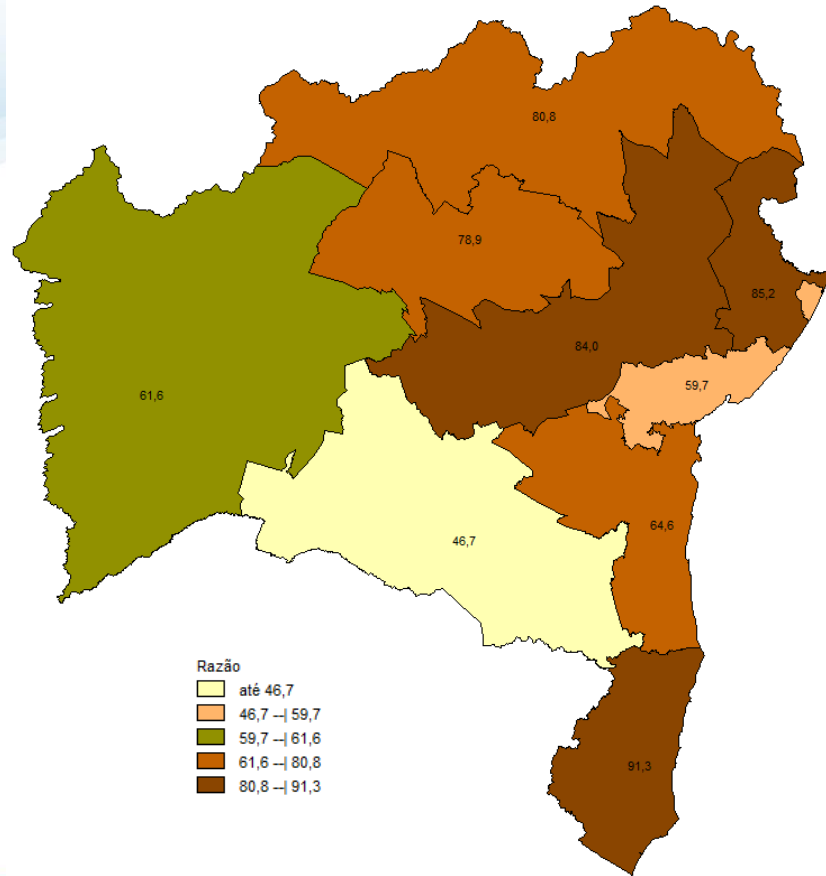 80,8
78,9
85,2
84,0
59,7
61,6
64,6
46,7
91,3
Razão
até 46,7
46,7 --| 59,7
59,7 --| 61,6
61,6 --| 80,8
80,8 --| 91,3